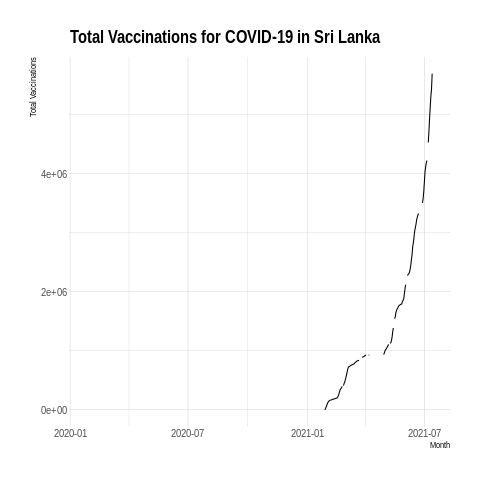 Total Vaccinations for COVID-19 in Sri Lanka
Total Vaccinations
4e+06
2e+06
0e+00
2020-01 2020-07 2021-01 2021-07
Month